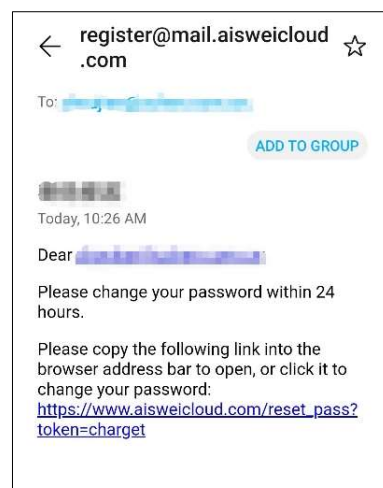 register@mail.aisweicloud
.com
To:
ADD TO GROUP
Today, 10:26 AM
Dear
Please change your password within 24
hours.
Please copy the following link into the
browser address bar to open, or click it to
change your password:
https://www.aisweicloud.com/reset_pass?
token=charget